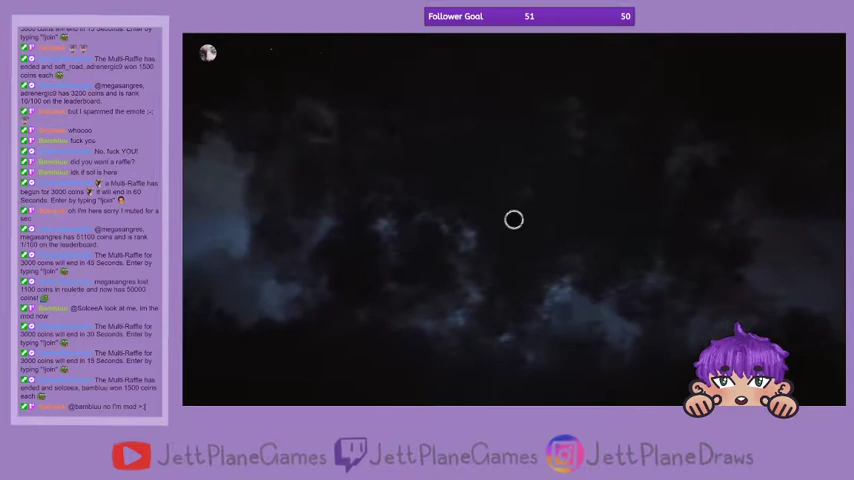 Follower Goal 51 50
3000 coins will end in 15 Seconds. Enter by
typing "!join"
The Multi-Raffle has
ended and soft_road, adrenergic9 won 1500
coins each
@megasangres,
adrenergic9 has 3200 coins and is rank
10/100 on the leaderboard.
but I spammed the emote ;-;
whoooo
Bambluu fuck you
No, fuck YOU!
Bambluu did you want a raffle?
Bambluu idk if sol is here
a Multi-Raffle has
begun for 3000 coins it will end in 60
Seconds. Enter by typing "!join"
oh I'm here sorry I muted for a
sec
@megasangres,
megasangres has 51100 coins and is rank
1/100 on the leaderboard.
The Multi-Raffle for
3000 coins will end in 45 Seconds. Enter by
typing "!join"
megasangres lost
1100 coins in roulette and now has 50000
coins!
Bambluu @SolceeA look at me, im the
mod now
The Multi-Raffle for
3000 coins will end in 30 Seconds. Enter by
typing "!join"
The Multi-Raffle for
3000 coins will end in 15 Seconds. Enter by
typing "!join"
The Multi-Raffle has
ended and solceea, bambluu won 1500 coins
each
@bambluu no I'm mod >:[
JettPlaneGames JettPlaneGames JettPlaneDraws